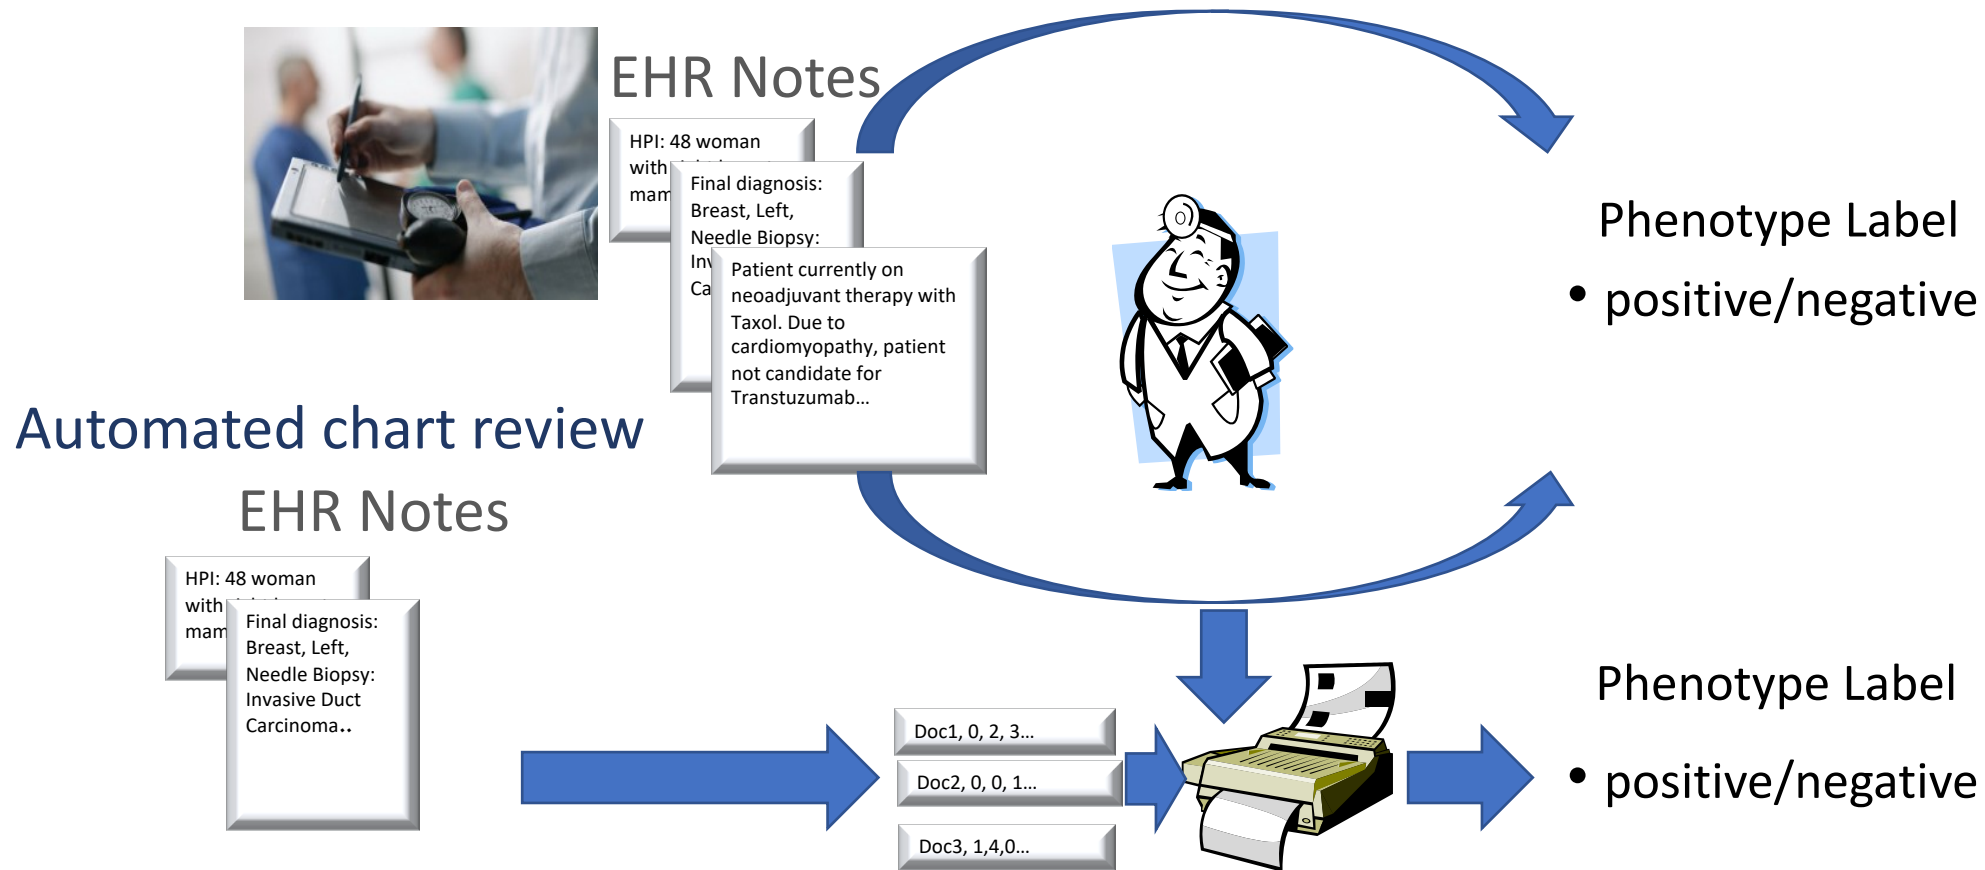 EHR Notes
HPI: 48 woman
with
mam
Final diagnosis:
Breast, Left,
Needle Biopsy:
Inv
Ca
Patient currently on
neoadjuvant therapy with
Taxol. Due to
cardiomyopathy, patient
not candidate for
Transtuzumab...
Phenotype Label
• positive/negative
Automated chart review
EHR Notes
HPI: 48 woman
with
mam
Final diagnosis:
Breast, Left,
Needle Biopsy:
Invasive Duct
Carcinoma..
Doc1, 0, 2, 3...
Doc2, 0, 0, 1...
Doc3, 1,4,0...
Phenotype Label
• positive/negative